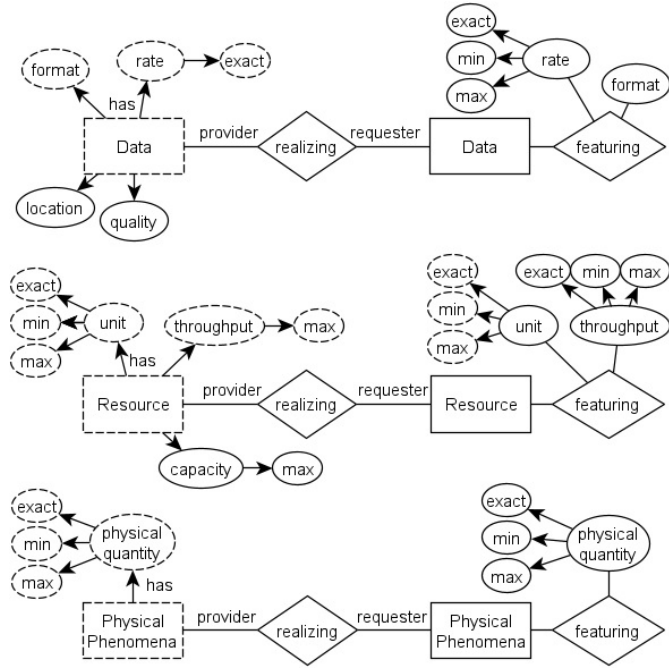 exact
format
rate
exact
min
rate
max
format
has
provider
requester
Data
realizing
Data
featuring
location
quality
exact
min
max
unit
throughput
max
has
exact
min
max
unit
exact
min
max
throughput
provider
requester
Resource
realizing
Resource
featuring
capacity
max
exact
min
max
physical
quantity
has
exact
min
max
physical
quantity
provider
requester
Physical
Phenomena
realizing
Physical
Phenomena
featuring